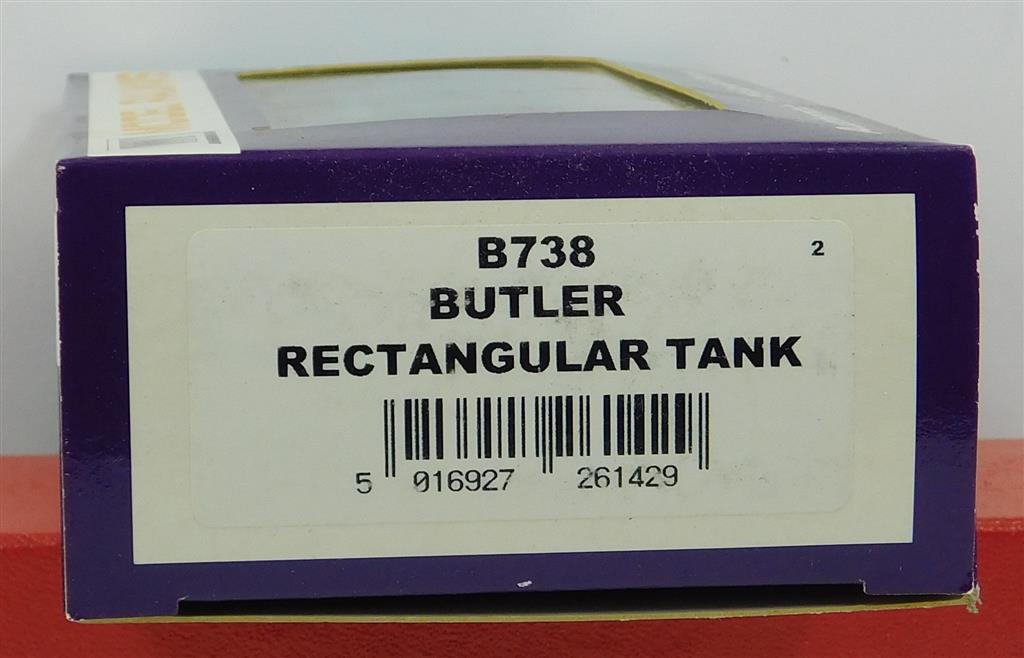 B738
2
BUTLER
RECTANGULAR TANK
5 016927 261429